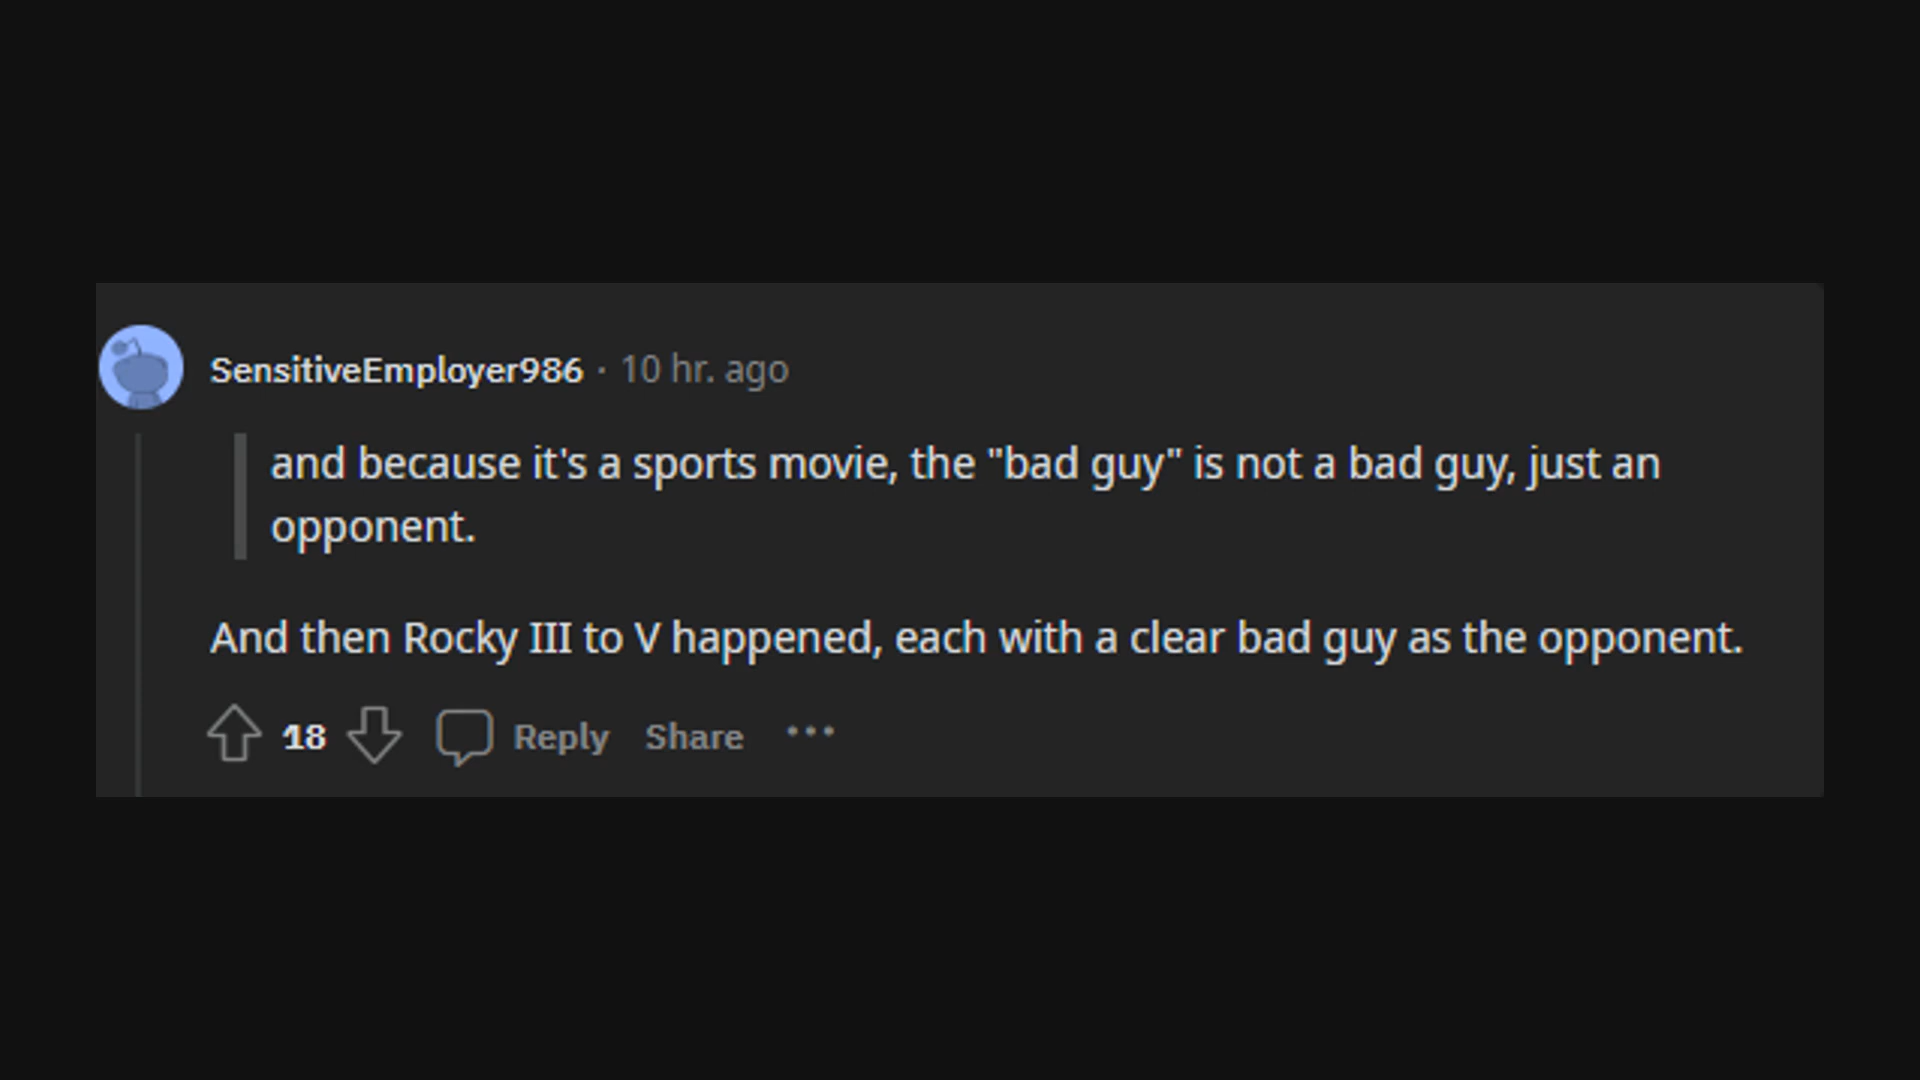 SensitiveEmployer986 · 10 hr. ago
and because it's a sports movie, the "bad guy" is not a bad guy, just an
opponent.
And then Rocky III to V happened, each with a clear bad guy as the opponent.
18 Reply Share ···